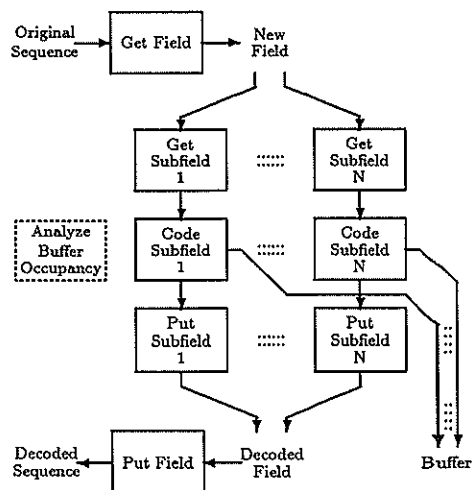 Original
Sequence
Get Field
New
Field
Get
Subfield
1
Get
Subfield
N
Analyze
Buffer
Occupancy
Code
Subfield
1
Code
Subfield
N
Put
Subfield
1
Put
Subfield
N
Decoded
Sequence
Put Field
Decoded
Field
Buffer